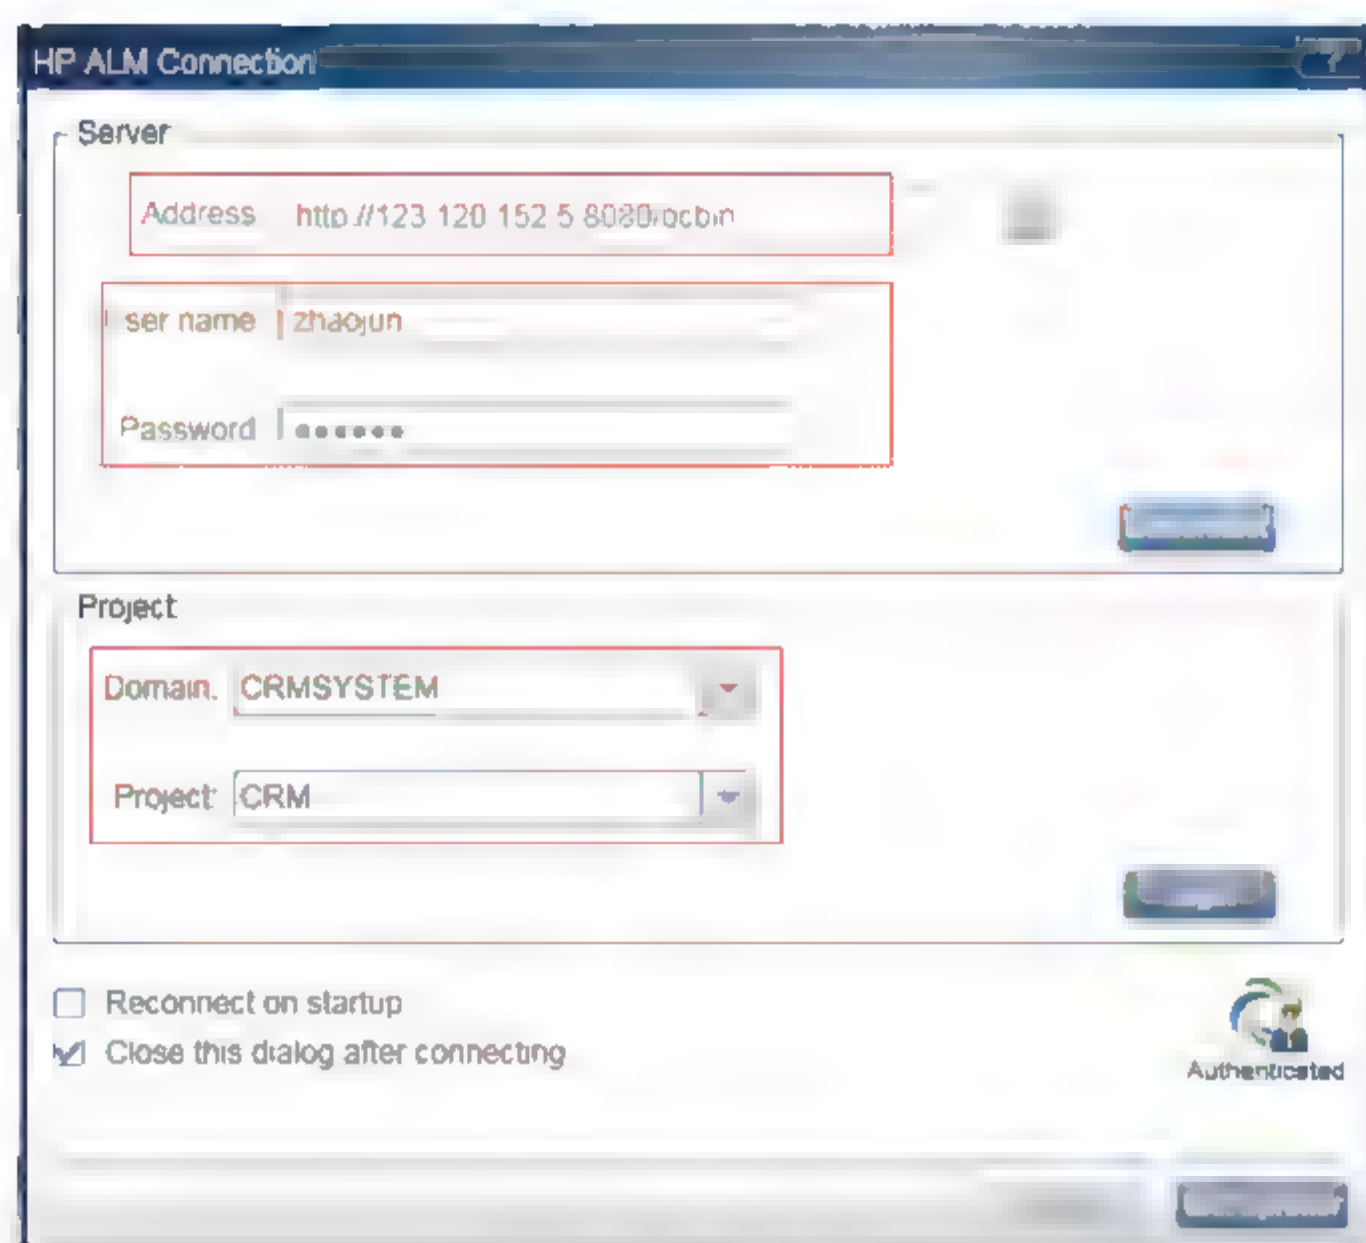 HP ALM Connection
?
Server
Address http://123 120 152 5 8080/qcbin
ser name zhaojun
Password ●●●●●●
Project
Domain. CRMSYSTEM
Project: CRM
Reconnect on startup
Close this dialog after connecting
Authenticated